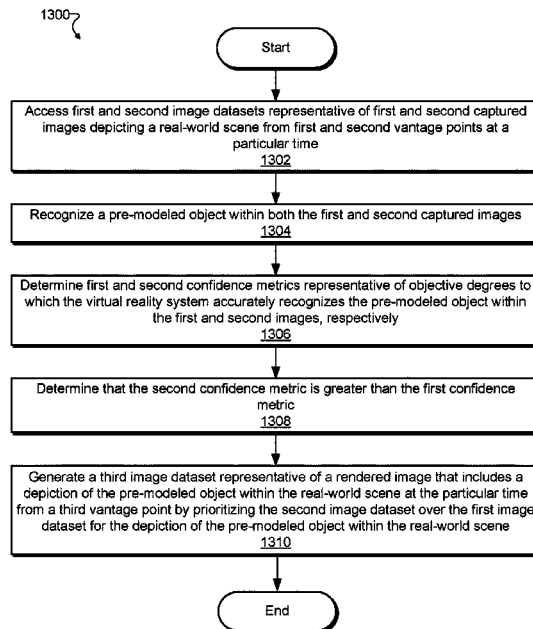 1300
Start
Access first and second image datasets representative of first and second captured
images depicting a real-world scene from first and second vantage points at a
particular time
1302
Recognize a pre-modeled object within both the first and second captured images
1304
Determine first and second confidence metrics representative of objective degrees to
which the virtual reality system accurately recognizes the pre-modeled object within
the first and second images, respectively
1306
Determine that the second confidence metric is greater than the first confidence
metric
1308
Generate a third image dataset representative of a rendered image that includes a
depiction of the pre-modeled object within the real-world scene at the particular time
from a third vantage point by prioritizing the second image dataset over the first image
dataset for the depiction of the pre-modeled object within the real-world scene
1310
End